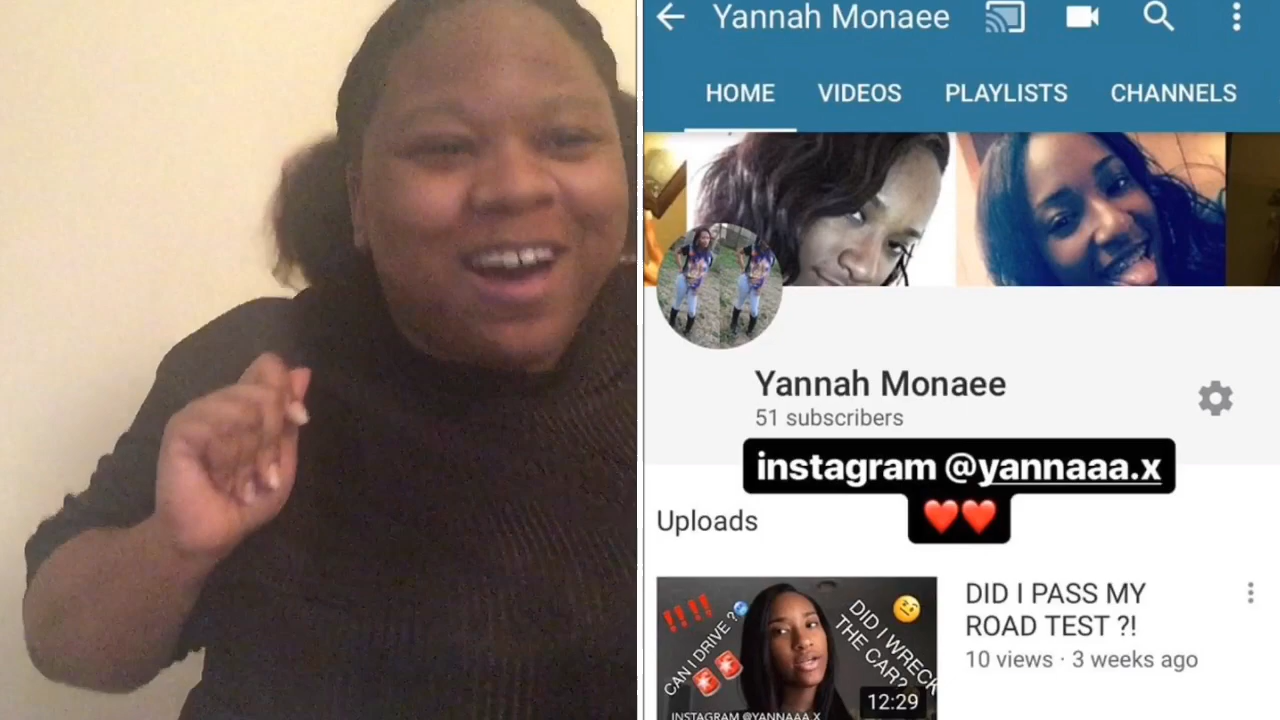 Yannah Monaee
HOME VIDEOS PLAYLISTS CHANNELS
Yannah Monaee
51 subscribers
instagram @yannaaa.x
❤️❤️
Uploads
‼️‼️
CAN I DRIVE ?
DID I WRECK
THE CAR?
12:29
INSTAGRAM @YANNAAA.X
DID I PASS MY
ROAD TEST ?!
10 views · 3 weeks ago